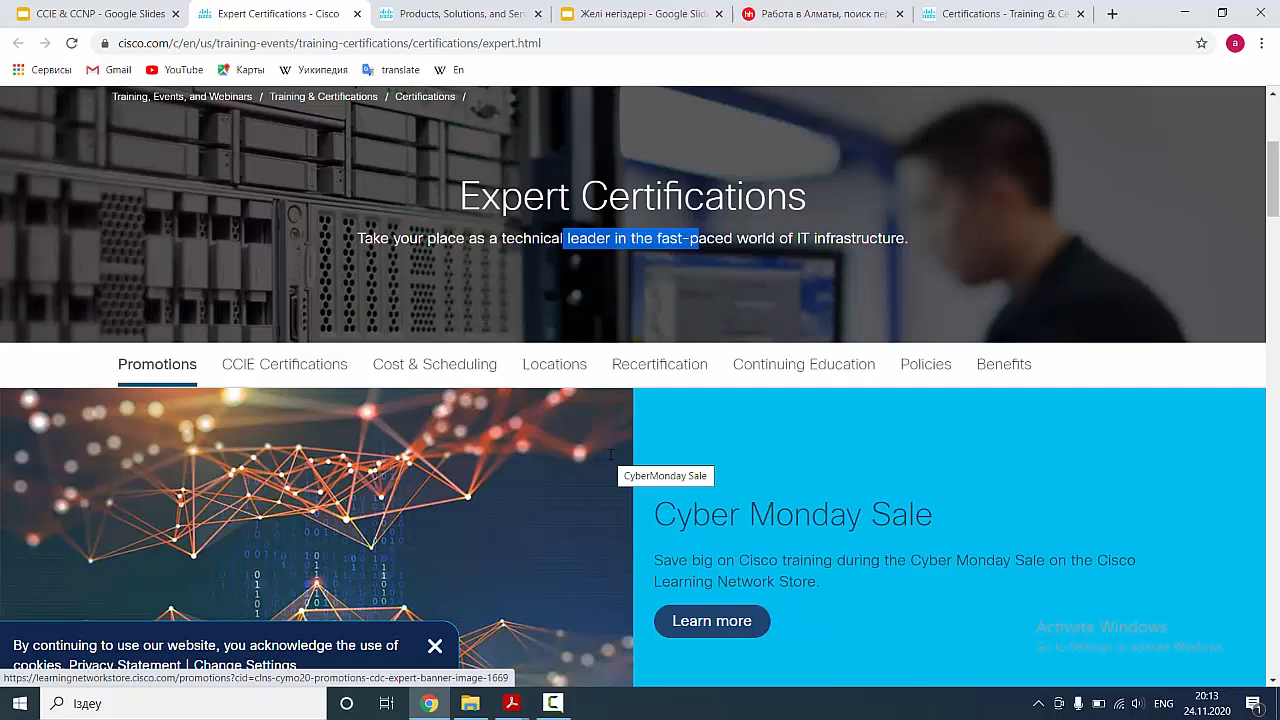 CCIE & CCNP - Google Slides
Expert Certifications - Cisco
Products, Solutions, and Ser
Желі негіздері - Google Slid
Работа в Алматы, поиск пер
Certifications - Training & Ce
cisco.com/c/en/us/training-events/training-certifications/certifications/expert.html
a
Сервисы
Gmail
YouTube
Карты
Уикипедия
translate
En
Training, Events, and Webinars / Training & Certifications / Certifications /
Expert Certifications
Take your place as a technical leader in the fast-paced world of IT infrastructure.
Promotions
CCIE Certifications
Cost & Scheduling
Locations
Recertification
Continuing Education
Policies
Benefits
CyberMonday Sale
Cyber Monday Sale
Save big on Cisco training during the Cyber Monday Sale on the Cisco
Learning Network Store.
Learn more
Activate Windows
Go to Settings to activate Windows.
By continuing to use our website, you acknowledge the use of
cookies. Privacy Statement | Change Settings
https://learningnetworkstore.cisco.com/promotions?cid=clns-cymo20-promotions-cdc-expert-banner-image-1669
Іздеу
ENG
20:13
24.11.2020